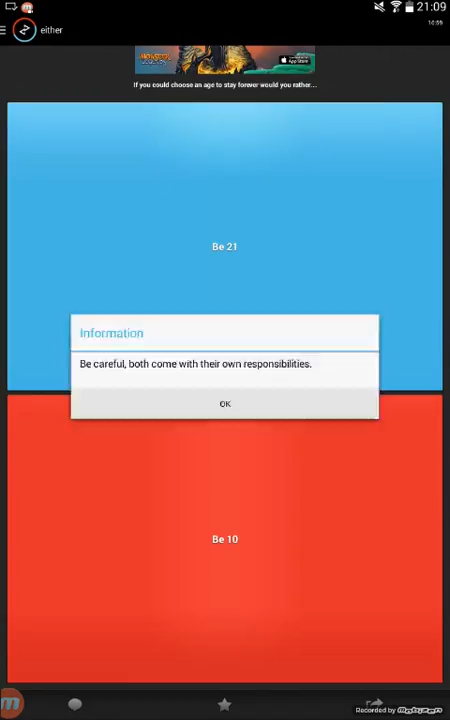 21:09
either
If you could choose an age to stay forever would you rather...
Be 21
Information
Be careful, both come with their own responsibilities.
OK
Be 10
Recorded by